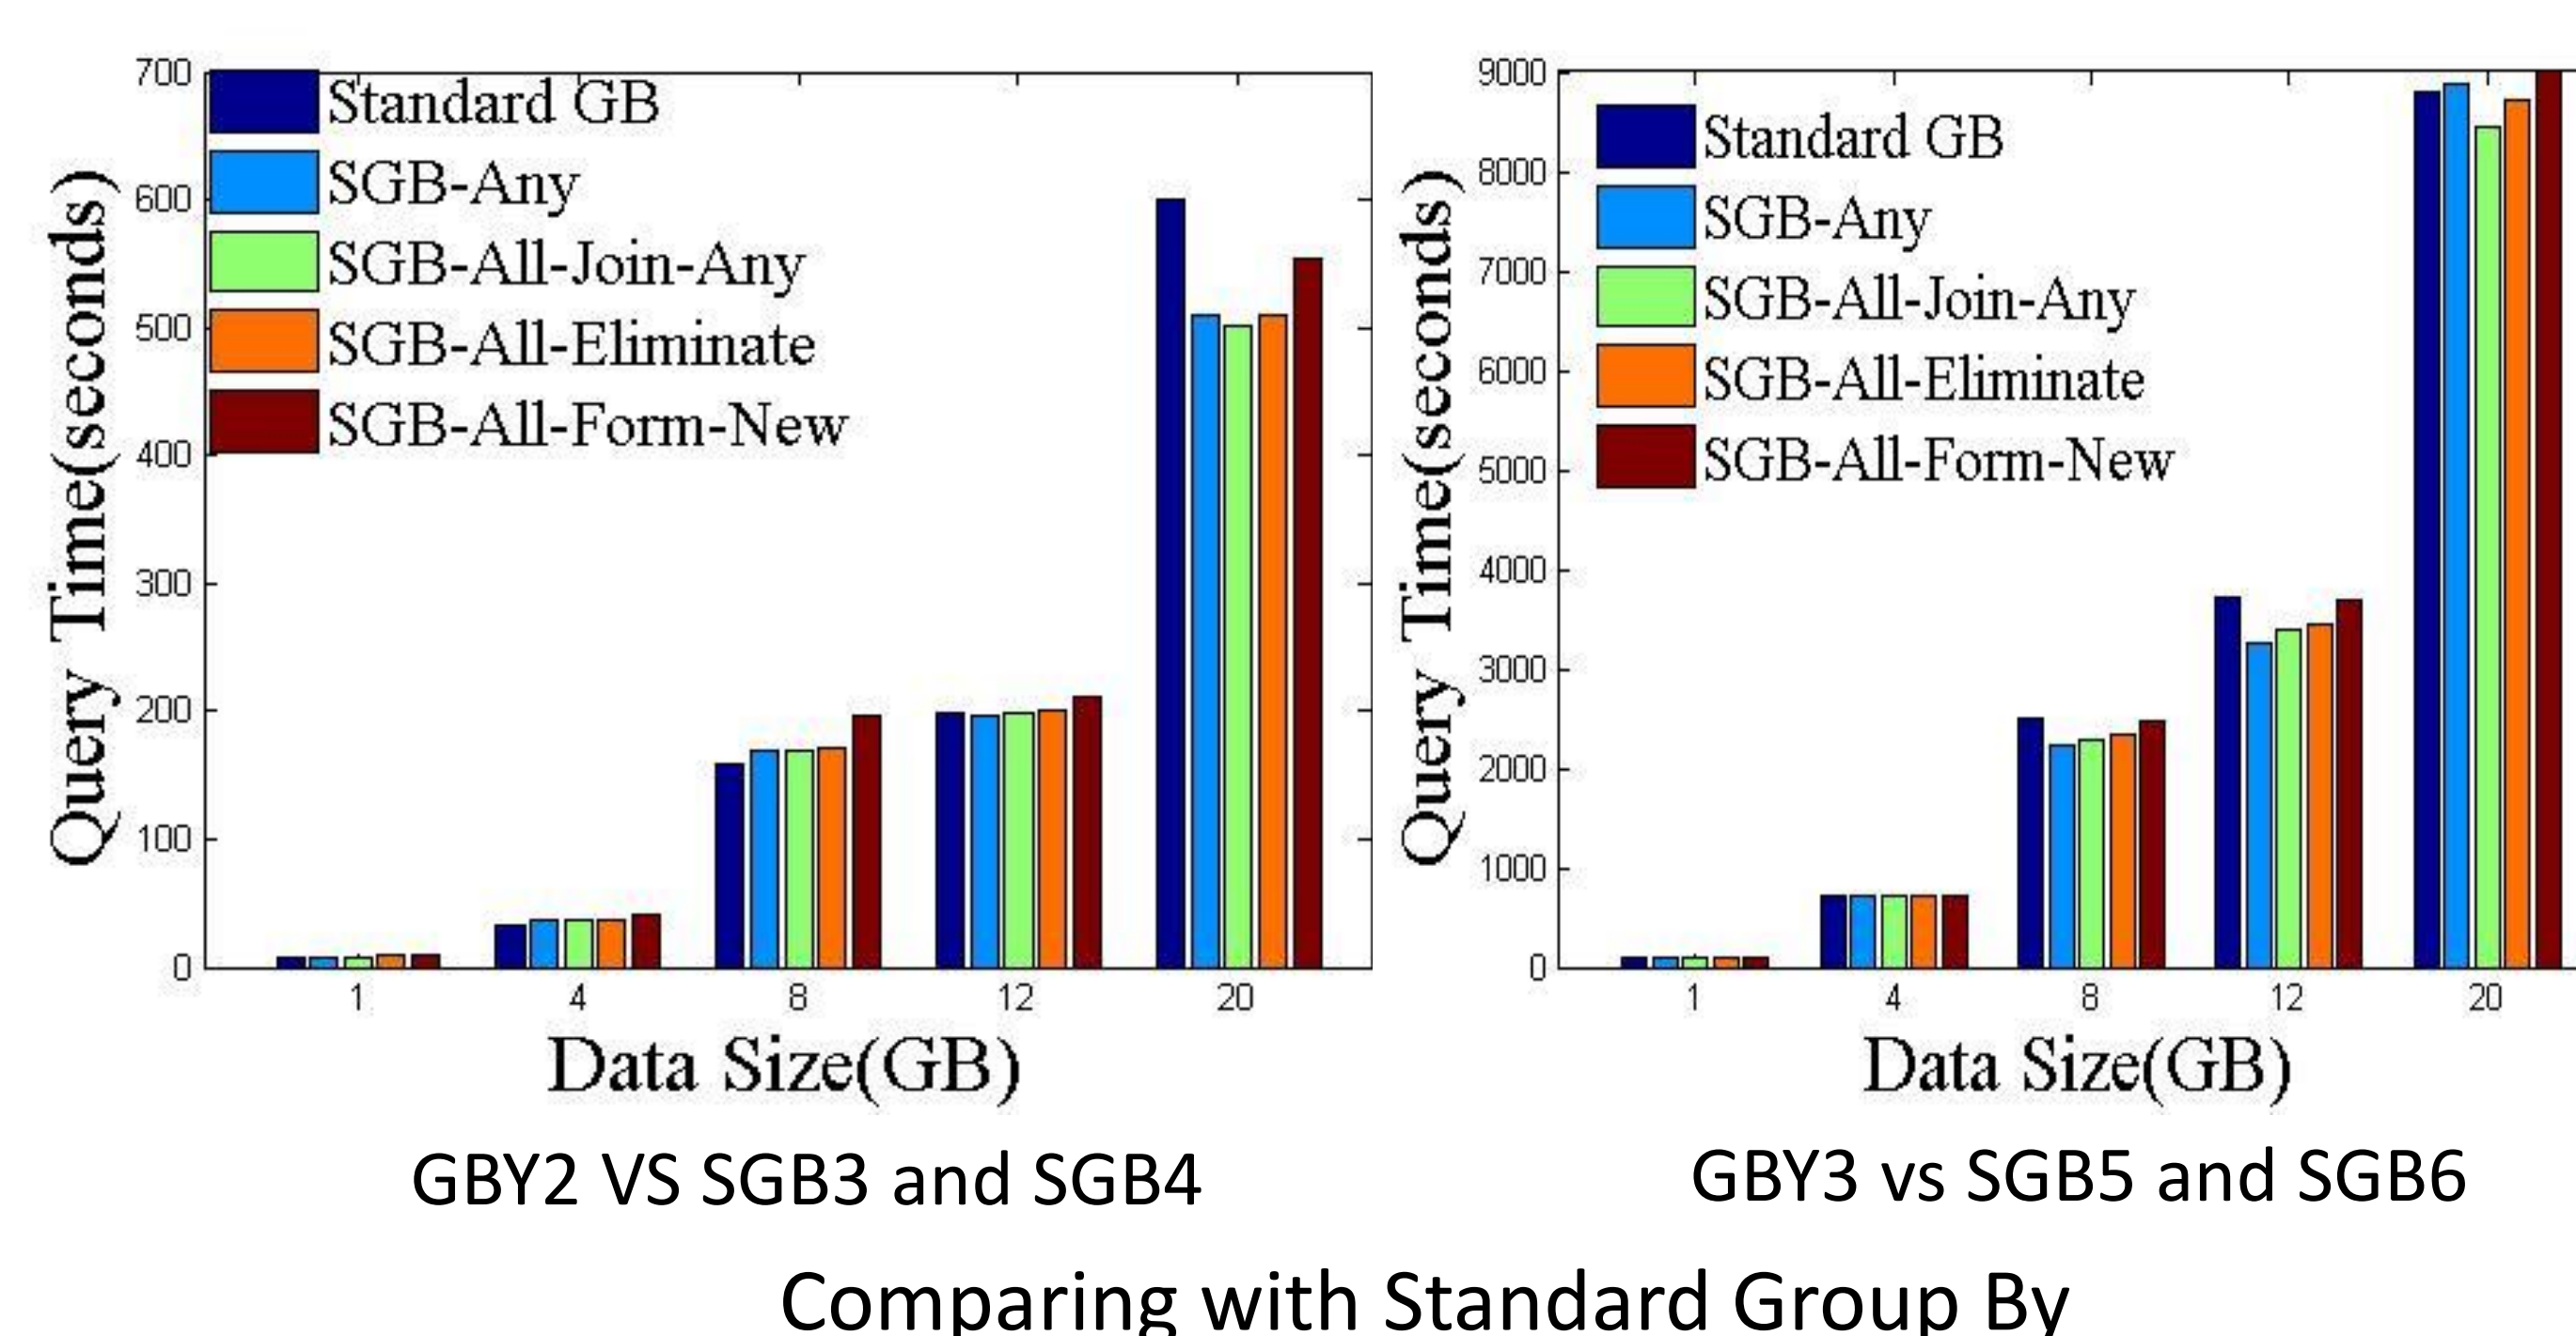 700
600
500
400
300
200
100
0
Query Time(seconds)
Standard GB
SGB-Any
SGB-All-Join-Any
SGB-All-Eliminate
SGB-All-Form-New
1 4 8 12 20
Data Size(GB)
GBY2 VS SGB3 and SGB4
9000
8000
7000
6000
5000
4000
3000
2000
1000
0
Query Time(seconds)
Standard GB
SGB-Any
SGB-All-Join-Any
SGB-All-Eliminate
SGB-All-Form-New
1 4 8 12 20
Data Size(GB)
GBY3 vs SGB5 and SGB6
Comparing with Standard Group By